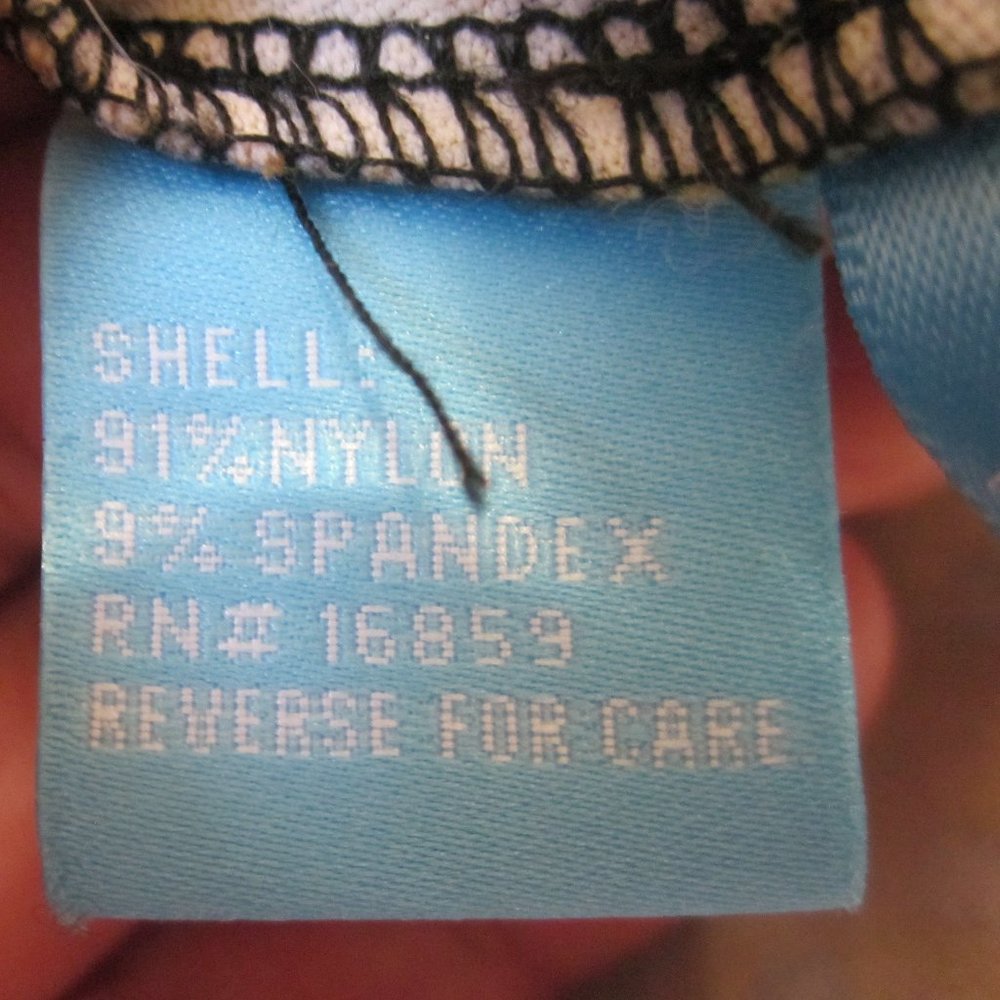 SHELL:
91% NYLON
9% SPANDEX
RN# 16859
REVERSE FOR CARE